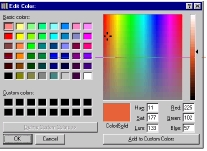 Edit Color
Basic colors:
Custom colors:
Define Custom Colors >>
OK
Cancel
Color|Solid
Hue: 11
Sat: 177
Lum: 133
Red: 225
Green: 102
Blue: 57
Add to Custom Colors